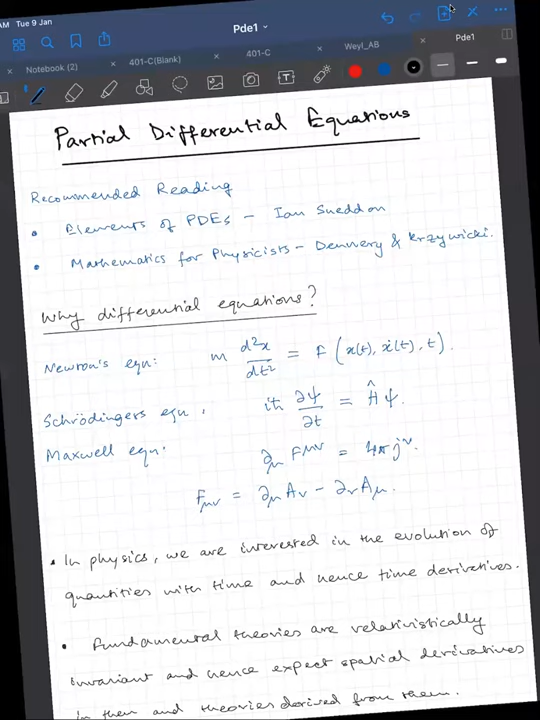 AM Tue 9 Jan
Pde1
Notebook (2)
401-C(Blank)
401-C
Weyl_AB
Pde1
Partial Differential Equations
Recommended Reading
• Elements of PDEs - Ian Sneddon
• Mathematics for Physicists - Dennery & Krzywicki.
Why differential equations?
Newton's eqn: m d²x/dt² = F (x(t), ẋ(t), t).
Schrödingers eqn, iħ ∂ψ/∂t = Ĥψ.
Maxwell eqn: ∂μ F^μν = 4π j^ν.
Fμν = ∂μ Aν - ∂ν Aμ.
• In physics, we are interested in the evolution of
quantities with time and hence time derivatives.
• Fundamental theories are relativistically
invariant and hence expect spatial derivatives
in them and theories derived from them.